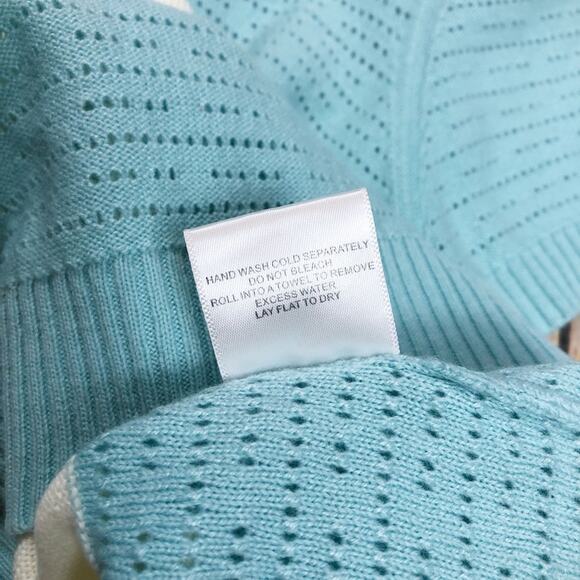 HAND WASH COLD SEPARATELY
DO NOT BLEACH
ROLL INTO A TOWEL TO REMOVE
EXCESS WATER
LAY FLAT TO DRY